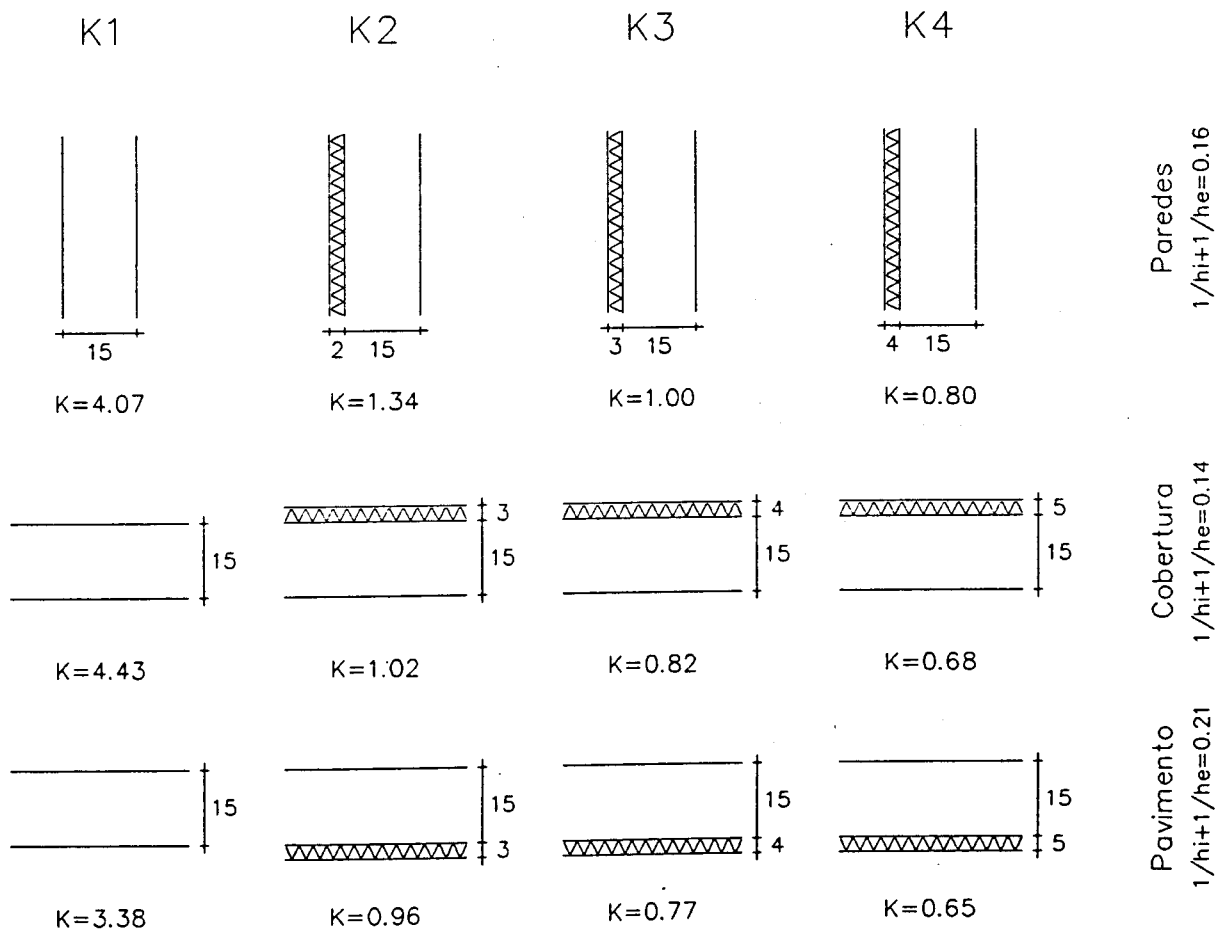 K1 K2 K3 K4
15
2 15
3 15
4 15
K=4.07 K=1.34 K=1.00 K=0.80
Paredes
1/hi+1/he=0.16
15
3
15
4
15
5
15
K=4.43 K=1.02 K=0.82 K=0.68
Cobertura
1/hi+1/he=0.14
15
15
3
15
4
15
5
K=3.38 K=0.96 K=0.77 K=0.65
Pavimento
1/hi+1/he=0.21